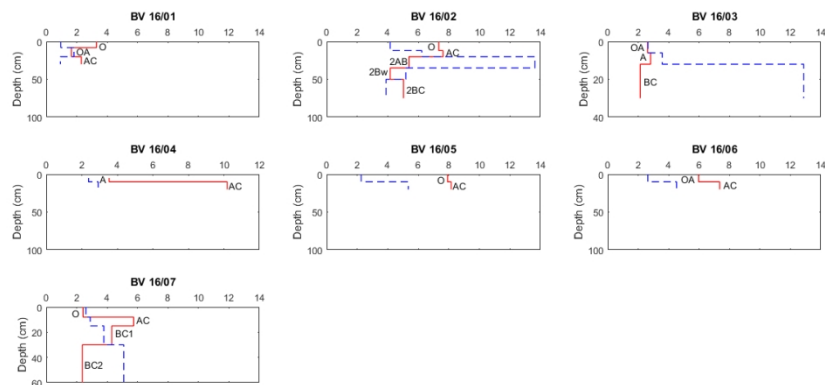 BV 16/01
0 2 4 6 8 10 12 14
Depth (cm)
0
50
100
O
OA
AC
BV 16/02
0 2 4 6 8 10 12 14
Depth (cm)
0
50
100
O
AC
2AB
2Bw
2BC
BV 16/03
0 2 4 6 8 10 12 14
Depth (cm)
0
20
40
OA
A
BC
BV 16/04
0 2 4 6 8 10 12
Depth (cm)
0
50
100
A
AC
BV 16/05
0 2 4 6 8 10 12 14
Depth (cm)
0
50
100
O
AC
BV 16/06
0 2 4 6 8 10 12 14
Depth (cm)
0
50
100
OA
AC
BV 16/07
0 2 4 6 8 10 12 14
Depth (cm)
0
20
40
60
O
AC
BC1
BC2